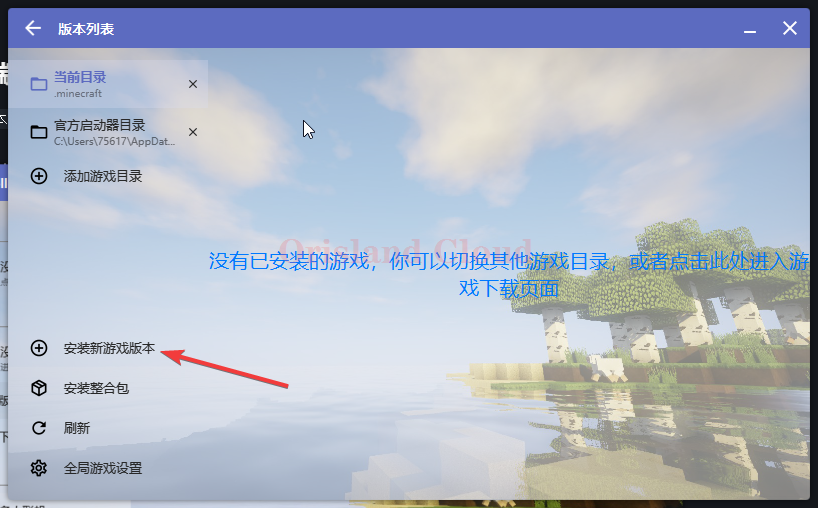 版本列表
当前目录
.minecraft
官方启动器目录
C:\Users\75617\AppDat...
添加游戏目录
Orisland Cloud
没有已安装的游戏，你可以切换其他游戏目录，或者点击此处进入游
戏下载页面
安装新游戏版本
安装整合包
刷新
全局游戏设置